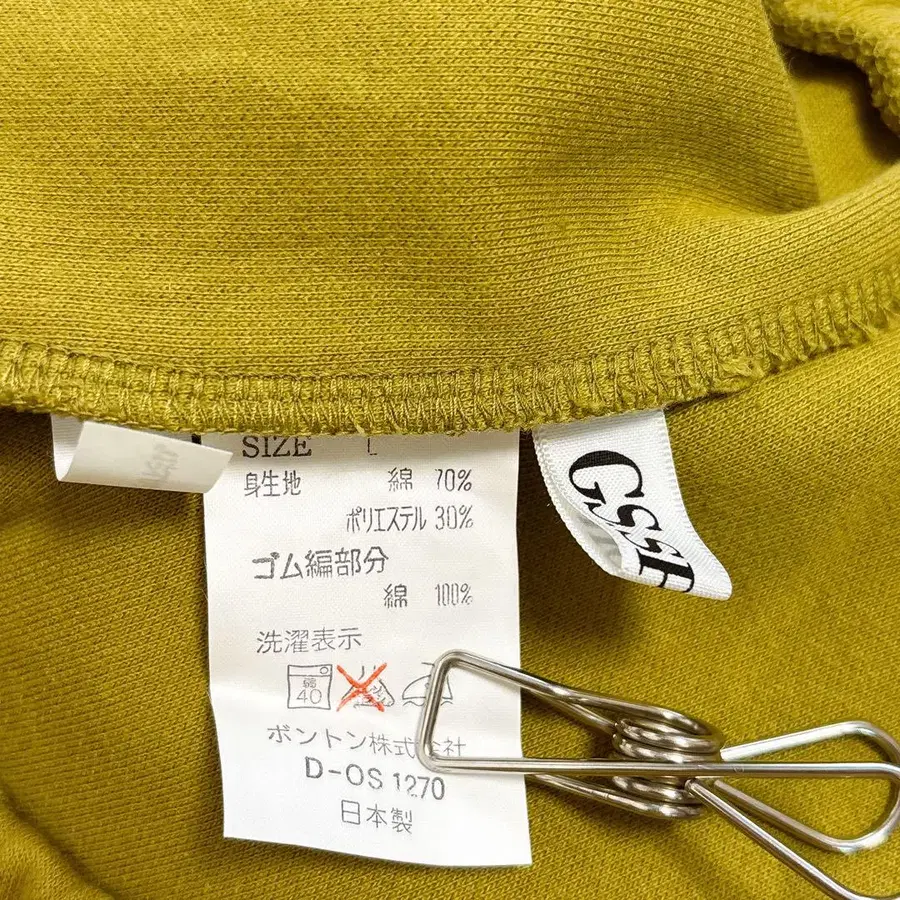 SIZE L
身生地 綿 70%
ポリエステル 30%
ゴム編部分
綿 100%
洗濯表示
40
ボントン株式会社
D-OS 1270
日本製